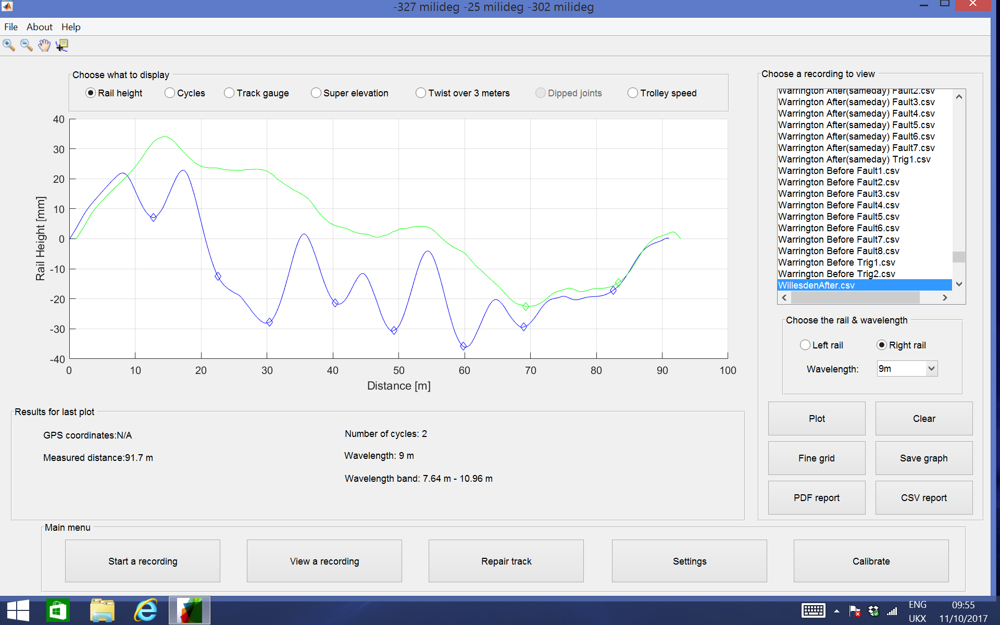 -327 milideg -25 milideg -302 milideg
File About Help
Choose what to display
Rail height Cycles Track gauge Super elevation Twist over 3 meters Dipped joints Trolley speed
40
30
20
10
0
-10
-20
-30
-40
Rail Height [mm]
0 10 20 30 40 50 60 70 80 90 100
Distance [m]
Choose a recording to view
Warrington After(sameday) Fault2.csv
Warrington After(sameday) Fault3.csv
Warrington After(sameday) Fault4.csv
Warrington After(sameday) Fault5.csv
Warrington After(sameday) Fault6.csv
Warrington After(sameday) Fault7.csv
Warrington After(sameday) Trig1.csv
Warrington Before Fault1.csv
Warrington Before Fault2.csv
Warrington Before Fault3.csv
Warrington Before Fault4.csv
Warrington Before Fault5.csv
Warrington Before Fault6.csv
Warrington Before Fault7.csv
Warrington Before Fault8.csv
Warrington Before Trig1.csv
Warrington Before Trig2.csv
WillesdenAfter.csv
Choose the rail & wavelength
Left rail Right rail
Wavelength: 9m
Plot Clear
Fine grid Save graph
PDF report CSV report
Results for last plot
GPS coordinates:N/A
Measured distance:91.7 m
Number of cycles: 2
Wavelength: 9 m
Wavelength band: 7.64 m - 10.96 m
Main menu
Start a recording View a recording Repair track Settings Calibrate
ENG
UKX
09:55
11/10/2017